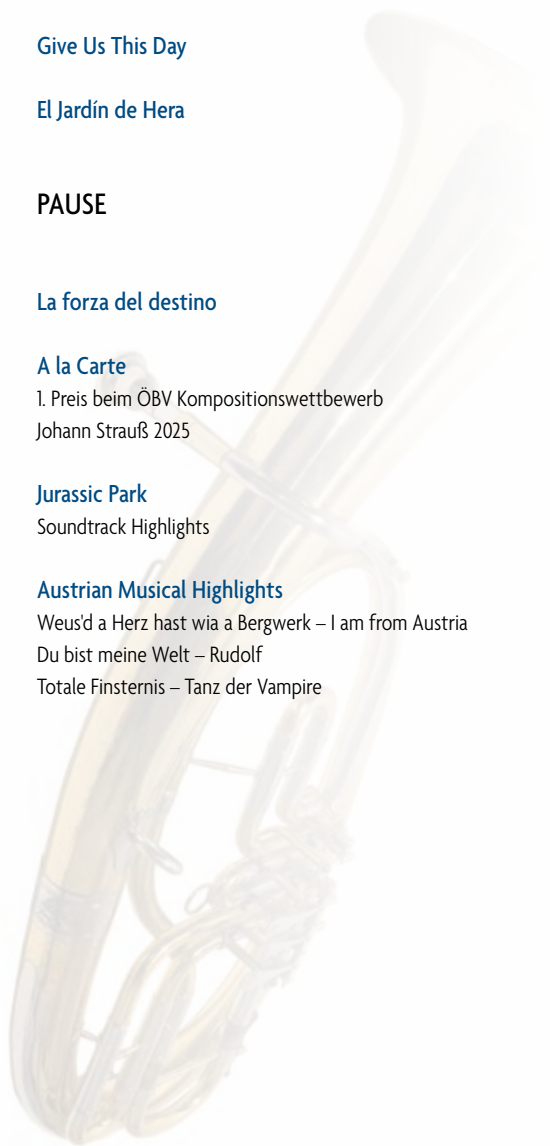 Give Us This Day
El Jardín de Hera
PAUSE
La forza del destino
A la Carte
1. Preis beim ÖBV Kompositionswettbewerb
Johann Strauß 2025
Jurassic Park
Soundtrack Highlights
Austrian Musical Highlights
Weus'd a Herz hast wia a Bergwerk – I am from Austria
Du bist meine Welt – Rudolf
Totale Finsternis – Tanz der Vampire